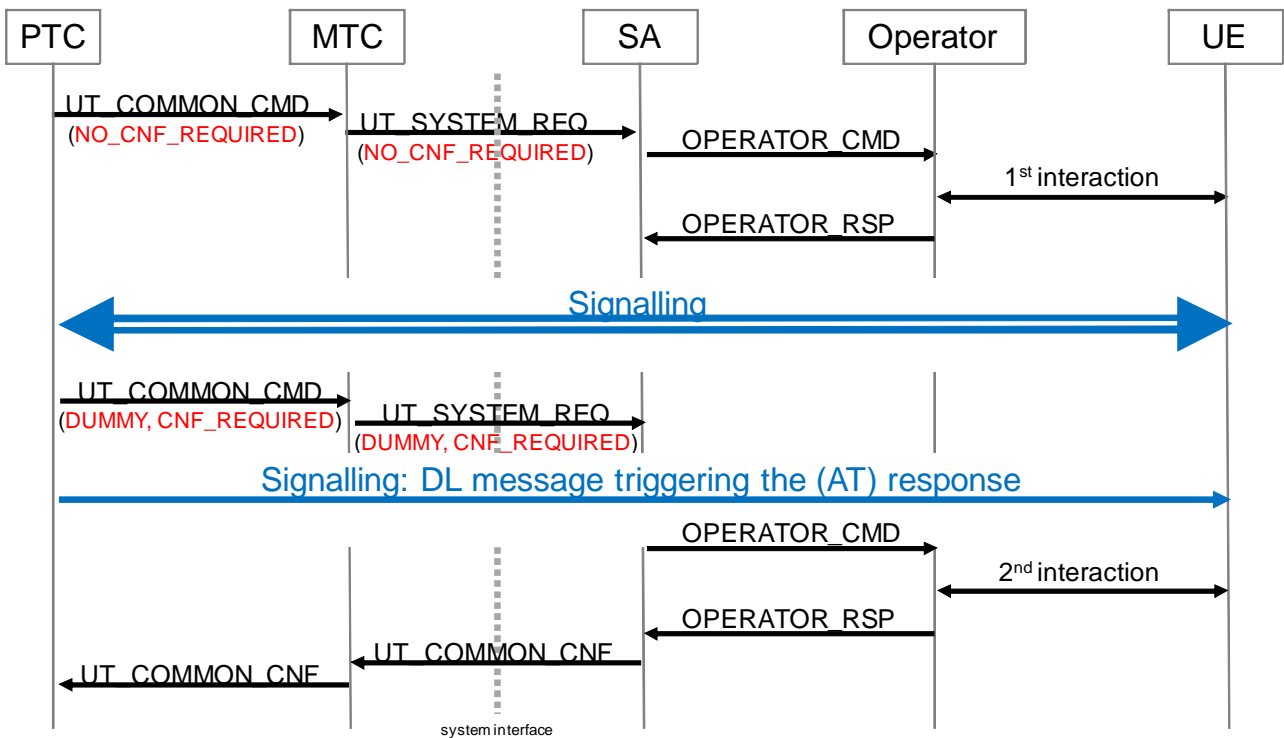 PTC MTC SA Operator UE
UT_COMMON_CMD
(NO_CNF_REQUIRED)
UT_SYSTEM_REQ
(NO_CNF_REQUIRED)
OPERATOR_CMD
1st interaction
OPERATOR_RSP
Signalling
UT_COMMON_CMD
(DUMMY, CNF_REQUIRED)
UT_SYSTEM_REQ
(DUMMY, CNF_REQUIRED)
Signalling: DL message triggering the (AT) response
OPERATOR_CMD
2nd interaction
OPERATOR_RSP
UT_COMMON_CNF
UT_COMMON_CNF
system interface